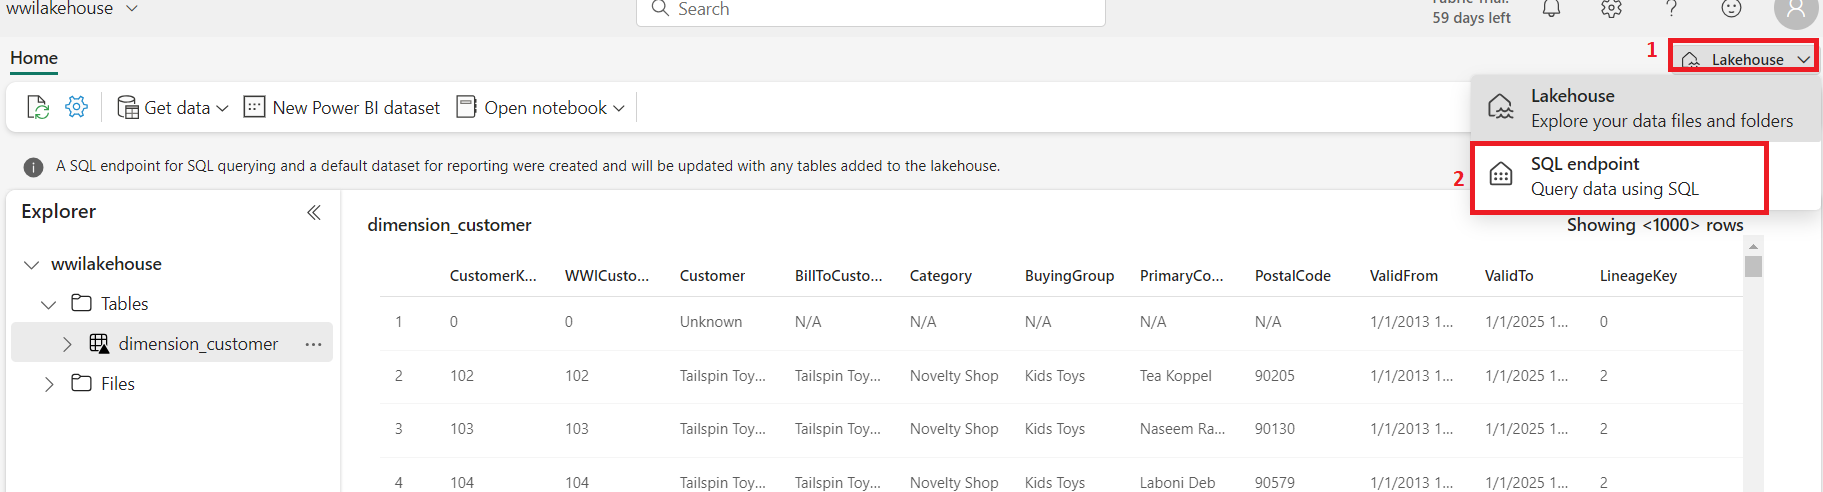 wwilakehouse
Search
Fabric Trial:
59 days left
Home
1
Lakehouse
Get data
New Power BI dataset
Open notebook
Lakehouse
Explore your data files and folders
A SQL endpoint for SQL querying and a default dataset for reporting were created and will be updated with any tables added to the lakehouse.
2
SQL endpoint
Query data using SQL
Explorer
dimension_customer
Showing <1000> rows
wwilakehouse
Tables
dimension_customer ...
Files
CustomerK... WWICusto... Customer BillToCusto... Category BuyingGroup PrimaryCo... PostalCode ValidFrom ValidTo LineageKey
1 0 0 Unknown N/A N/A N/A N/A N/A 1/1/2013 1... 1/1/2025 1... 0
2 102 102 Tailspin Toy... Tailspin Toy... Novelty Shop Kids Toys Tea Koppel 90205 1/1/2013 1... 1/1/2025 1... 2
3 103 103 Tailspin Toy... Tailspin Toy... Novelty Shop Kids Toys Naseem Ra... 90130 1/1/2013 1... 1/1/2025 1... 2
4 104 104 Tailspin Toy... Tailspin Toy... Novelty Shop Kids Toys Laboni Deb 90579 1/1/2013 1... 1/1/2025 1... 2